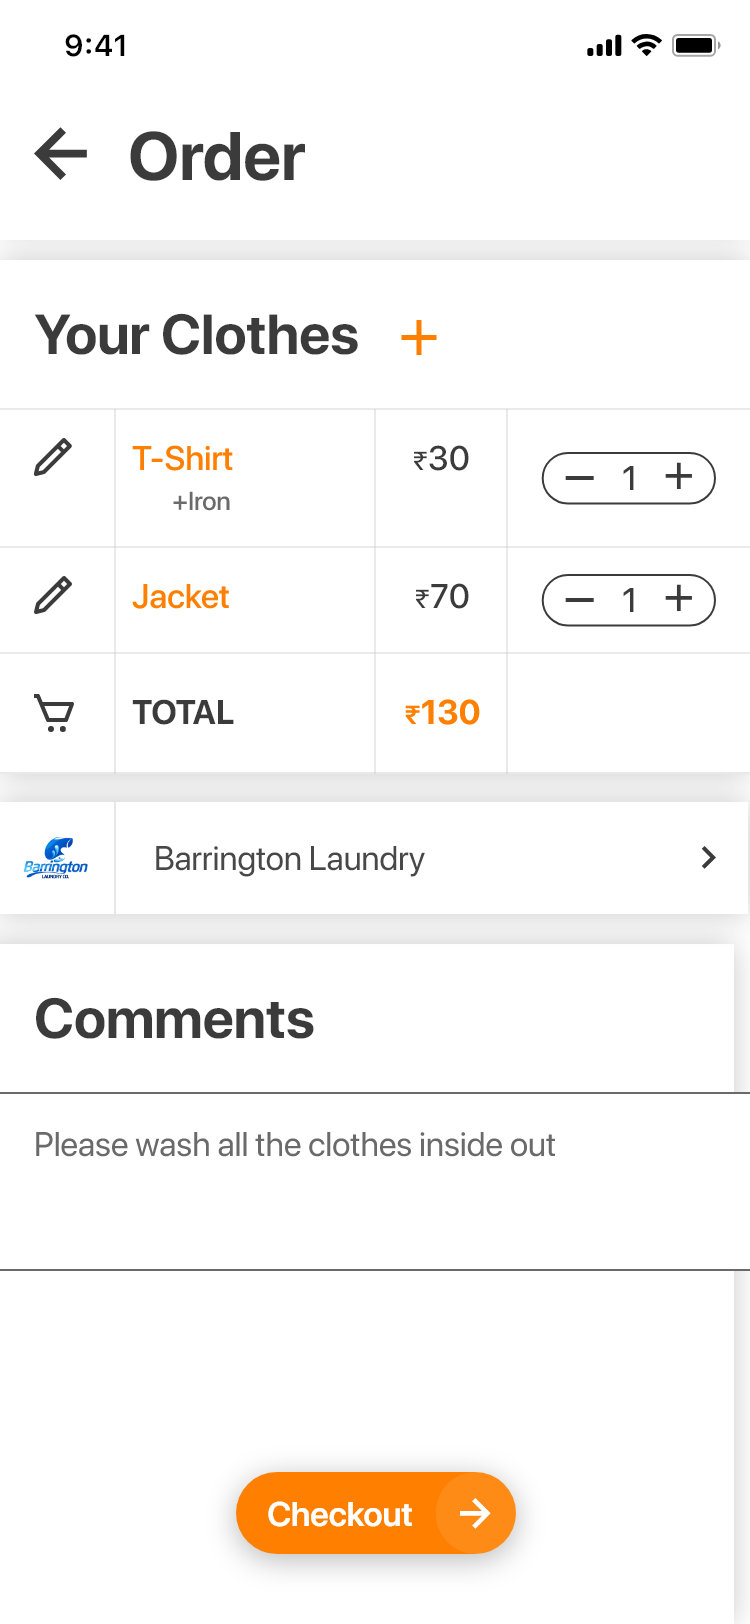 9:41
Order
Your Clothes +
T-Shirt ₹30 − 1 +
+Iron
Jacket ₹70 − 1 +
TOTAL ₹130
Barrington
LAUNDRY CO.
Barrington Laundry
Comments
Please wash all the clothes inside out
Checkout